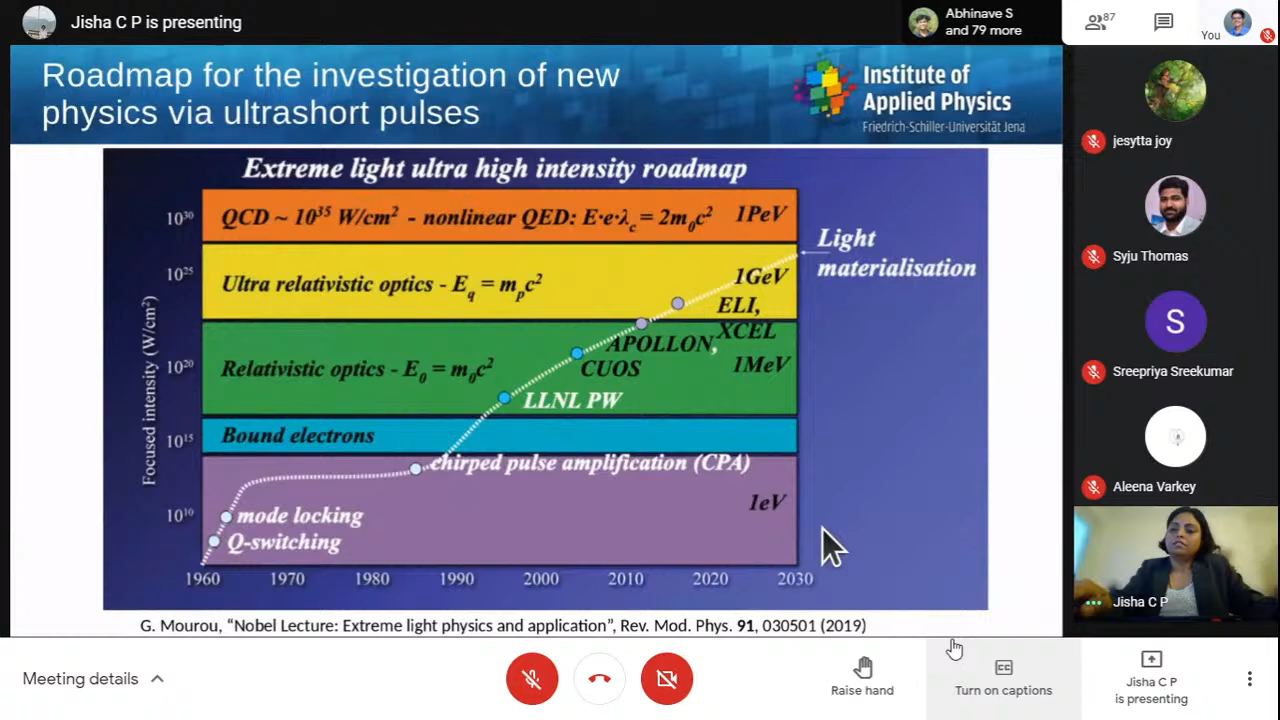 Jisha C P is presenting
Abhinave S
and 79 more
87
You
Roadmap for the investigation of new
physics via ultrashort pulses
Institute of
Applied Physics
Friedrich-Schiller-Universität Jena
Extreme light ultra high intensity roadmap
Focused intensity (W/cm²)
10³⁰
10²⁵
10²⁰
10¹⁵
10¹⁰
QCD ~ 10³⁵ W/cm² - nonlinear QED: E·e·λc = 2m₀c²
1PeV
Light
materialisation
Ultra relativistic optics - Eq = mpc²
1GeV
ELI,
XCEL
APOLLON,
Relativistic optics - E₀ = m₀c²
CUOS
1MeV
LLNL PW
Bound electrons
chirped pulse amplification (CPA)
1eV
mode locking
Q-switching
1960 1970 1980 1990 2000 2010 2020 2030
G. Mourou, “Nobel Lecture: Extreme light physics and application”, Rev. Mod. Phys. 91, 030501 (2019)
jesytta joy
Syju Thomas
S
Sreepriya Sreekumar
Aleena Varkey
Jisha C P
Meeting details
Raise hand
Turn on captions
Jisha C P
is presenting